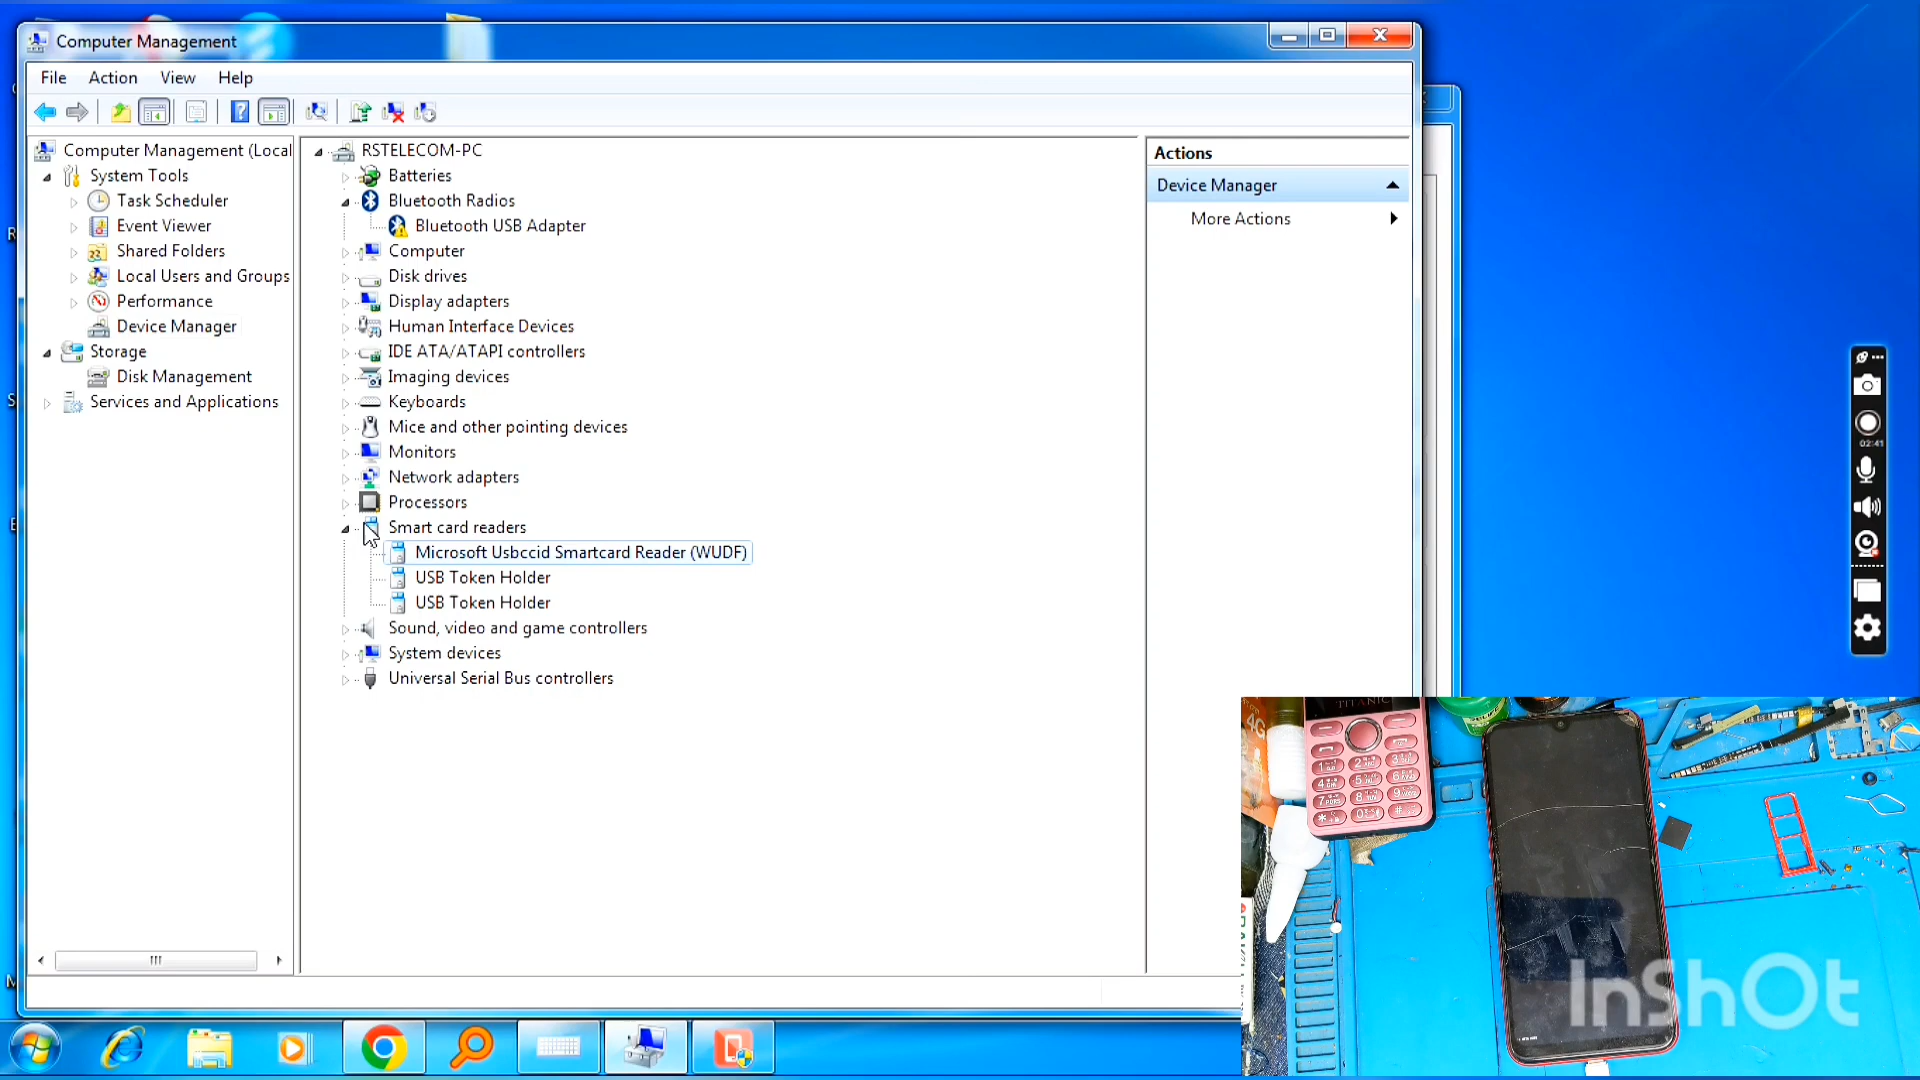 Computer Management
File Action View Help
Computer Management (Local
System Tools
Task Scheduler
Event Viewer
Shared Folders
Local Users and Groups
Performance
Device Manager
Storage
Disk Management
Services and Applications
RSTELECOM-PC
Batteries
Bluetooth Radios
Bluetooth USB Adapter
Computer
Disk drives
Display adapters
Human Interface Devices
IDE ATA/ATAPI controllers
Imaging devices
Keyboards
Mice and other pointing devices
Monitors
Network adapters
Processors
Smart card readers
Microsoft Usbccid Smartcard Reader (WUDF)
USB Token Holder
USB Token Holder
Sound, video and game controllers
System devices
Universal Serial Bus controllers
Actions
Device Manager
More Actions
02:41
TITANIC
4G
InShOt